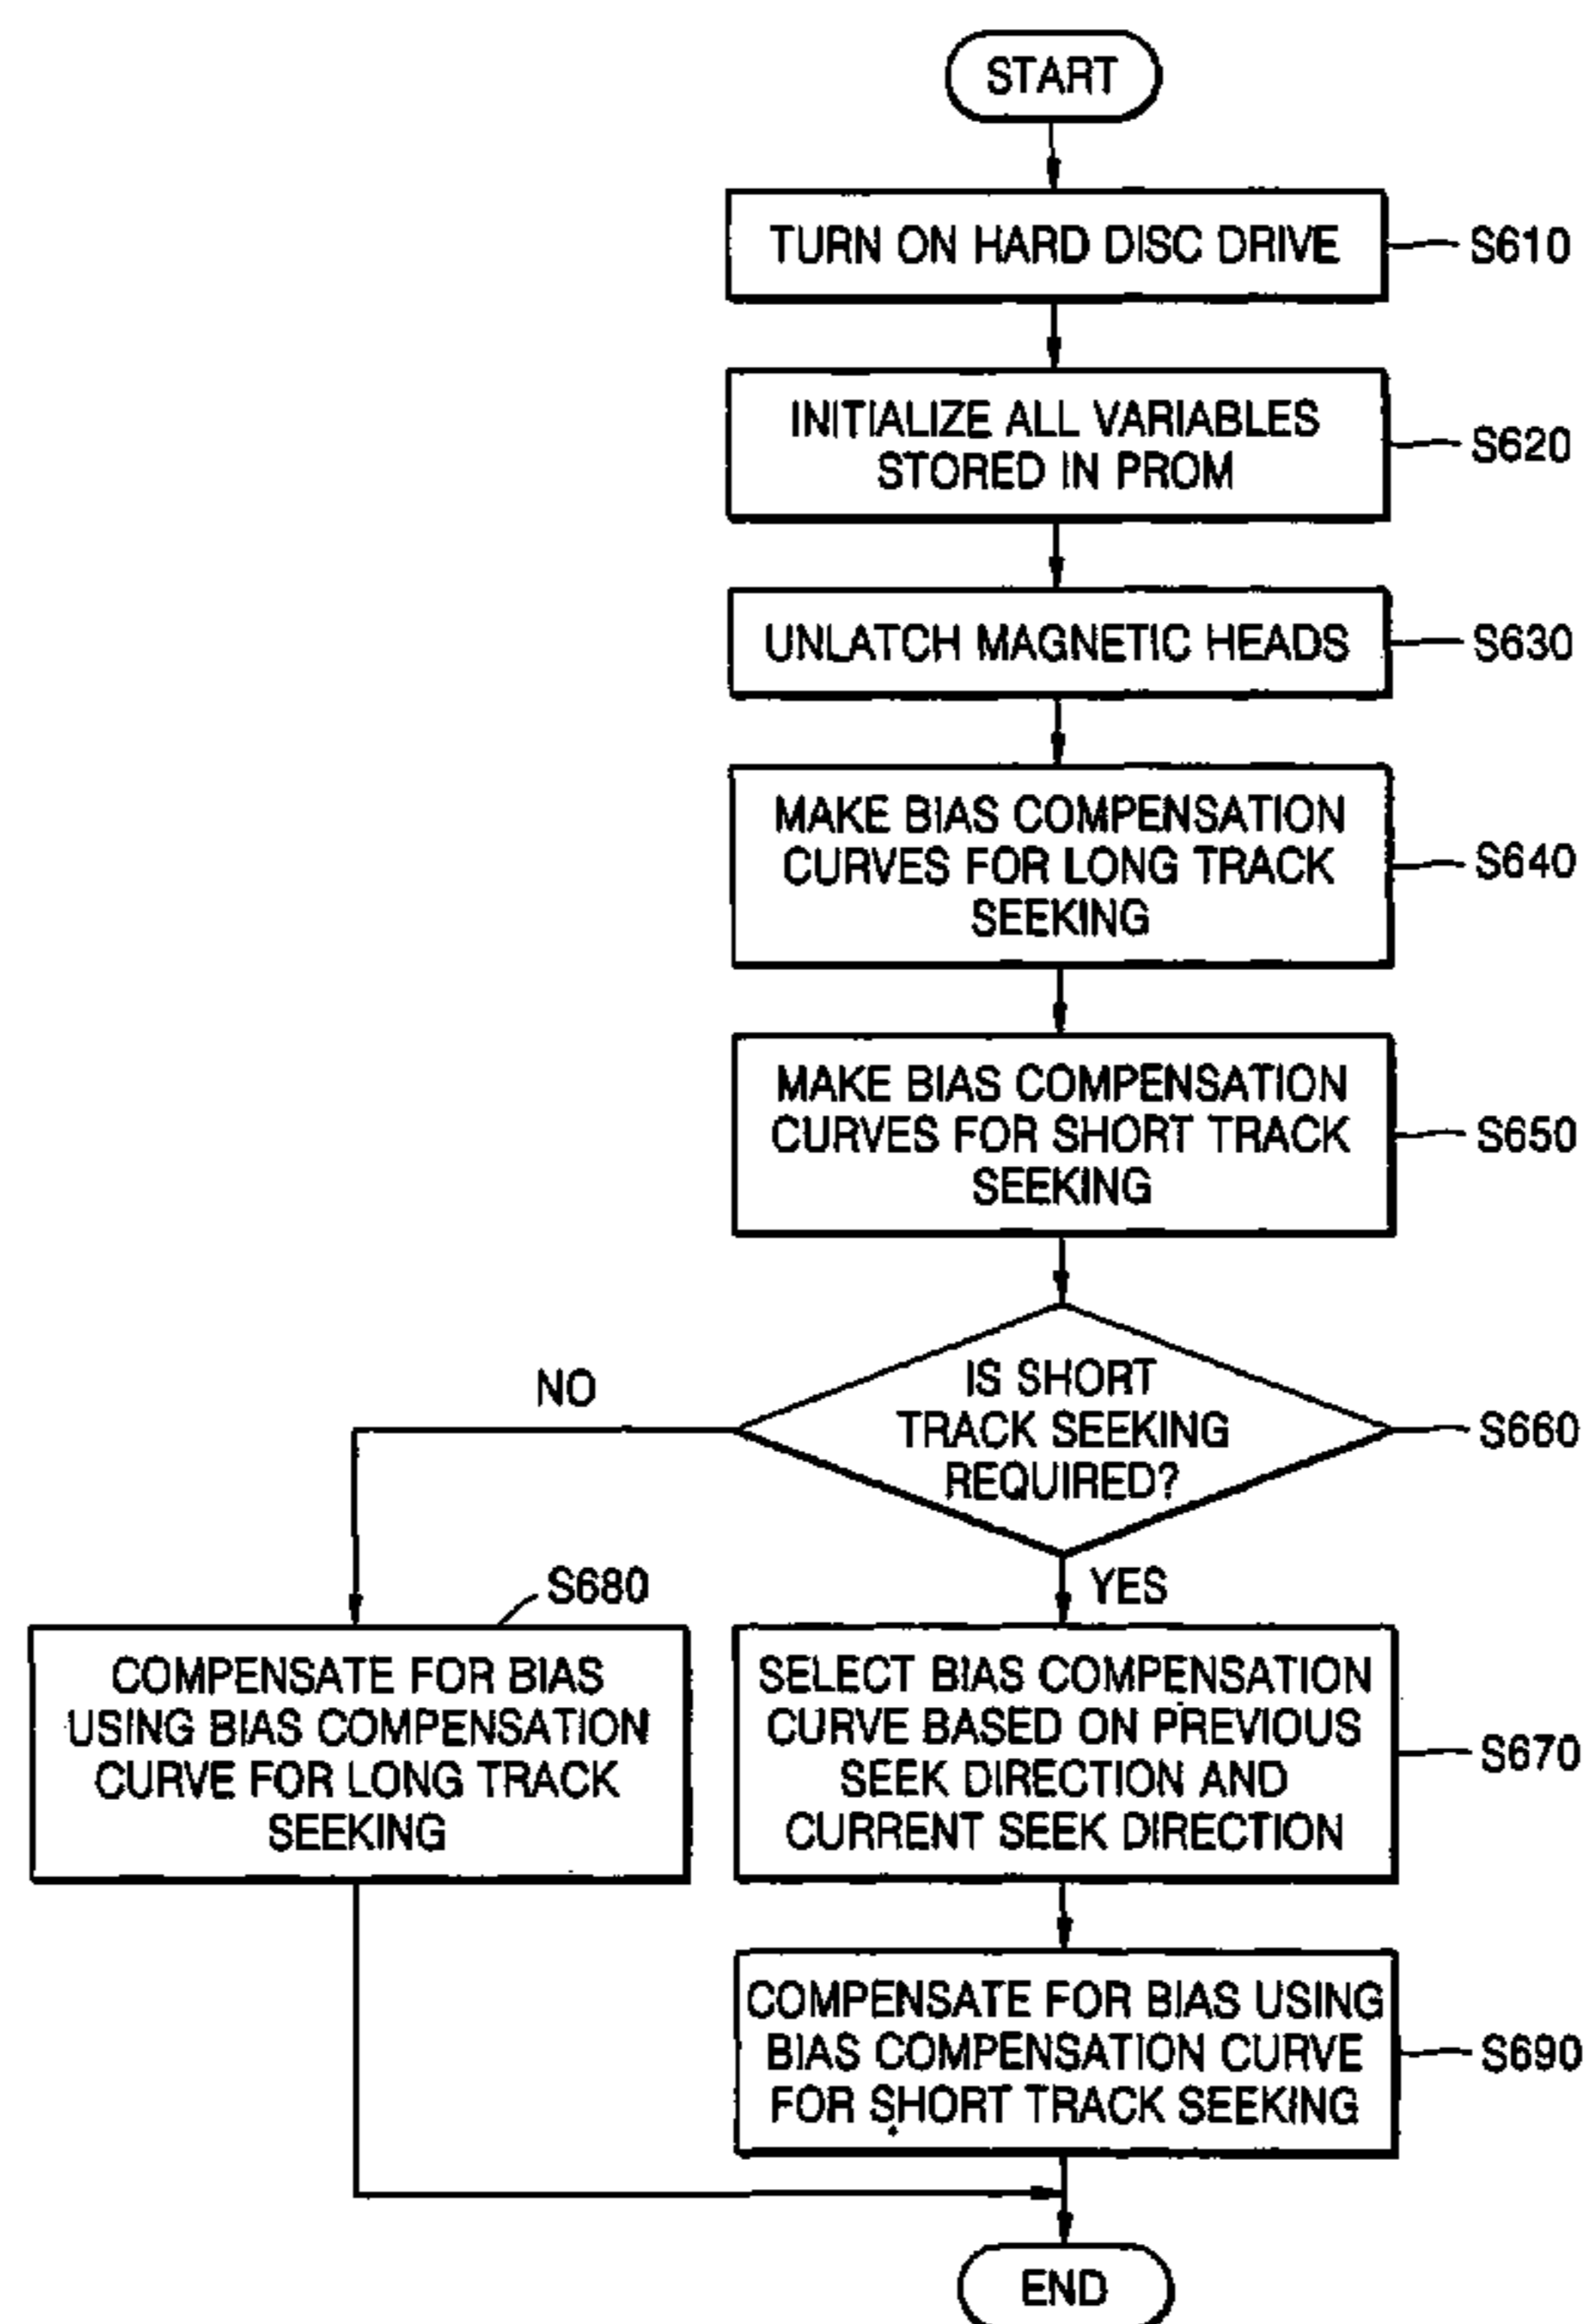 START
TURN ON HARD DISC DRIVE
S610
INITIALIZE ALL VARIABLES
STORED IN PROM
S620
UNLATCH MAGNETIC HEADS
S630
MAKE BIAS COMPENSATION
CURVES FOR LONG TRACK
SEEKING
S640
MAKE BIAS COMPENSATION
CURVES FOR SHORT TRACK
SEEKING
S650
IS SHORT
TRACK SEEKING
REQUIRED?
S660
NO
YES
S680
COMPENSATE FOR BIAS
USING BIAS COMPENSATION
CURVE FOR LONG TRACK
SEEKING
SELECT BIAS COMPENSATION
CURVE BASED ON PREVIOUS
SEEK DIRECTION AND
CURRENT SEEK DIRECTION
S670
COMPENSATE FOR BIAS USING
BIAS COMPENSATION CURVE
FOR SHORT TRACK SEEKING
S690
END